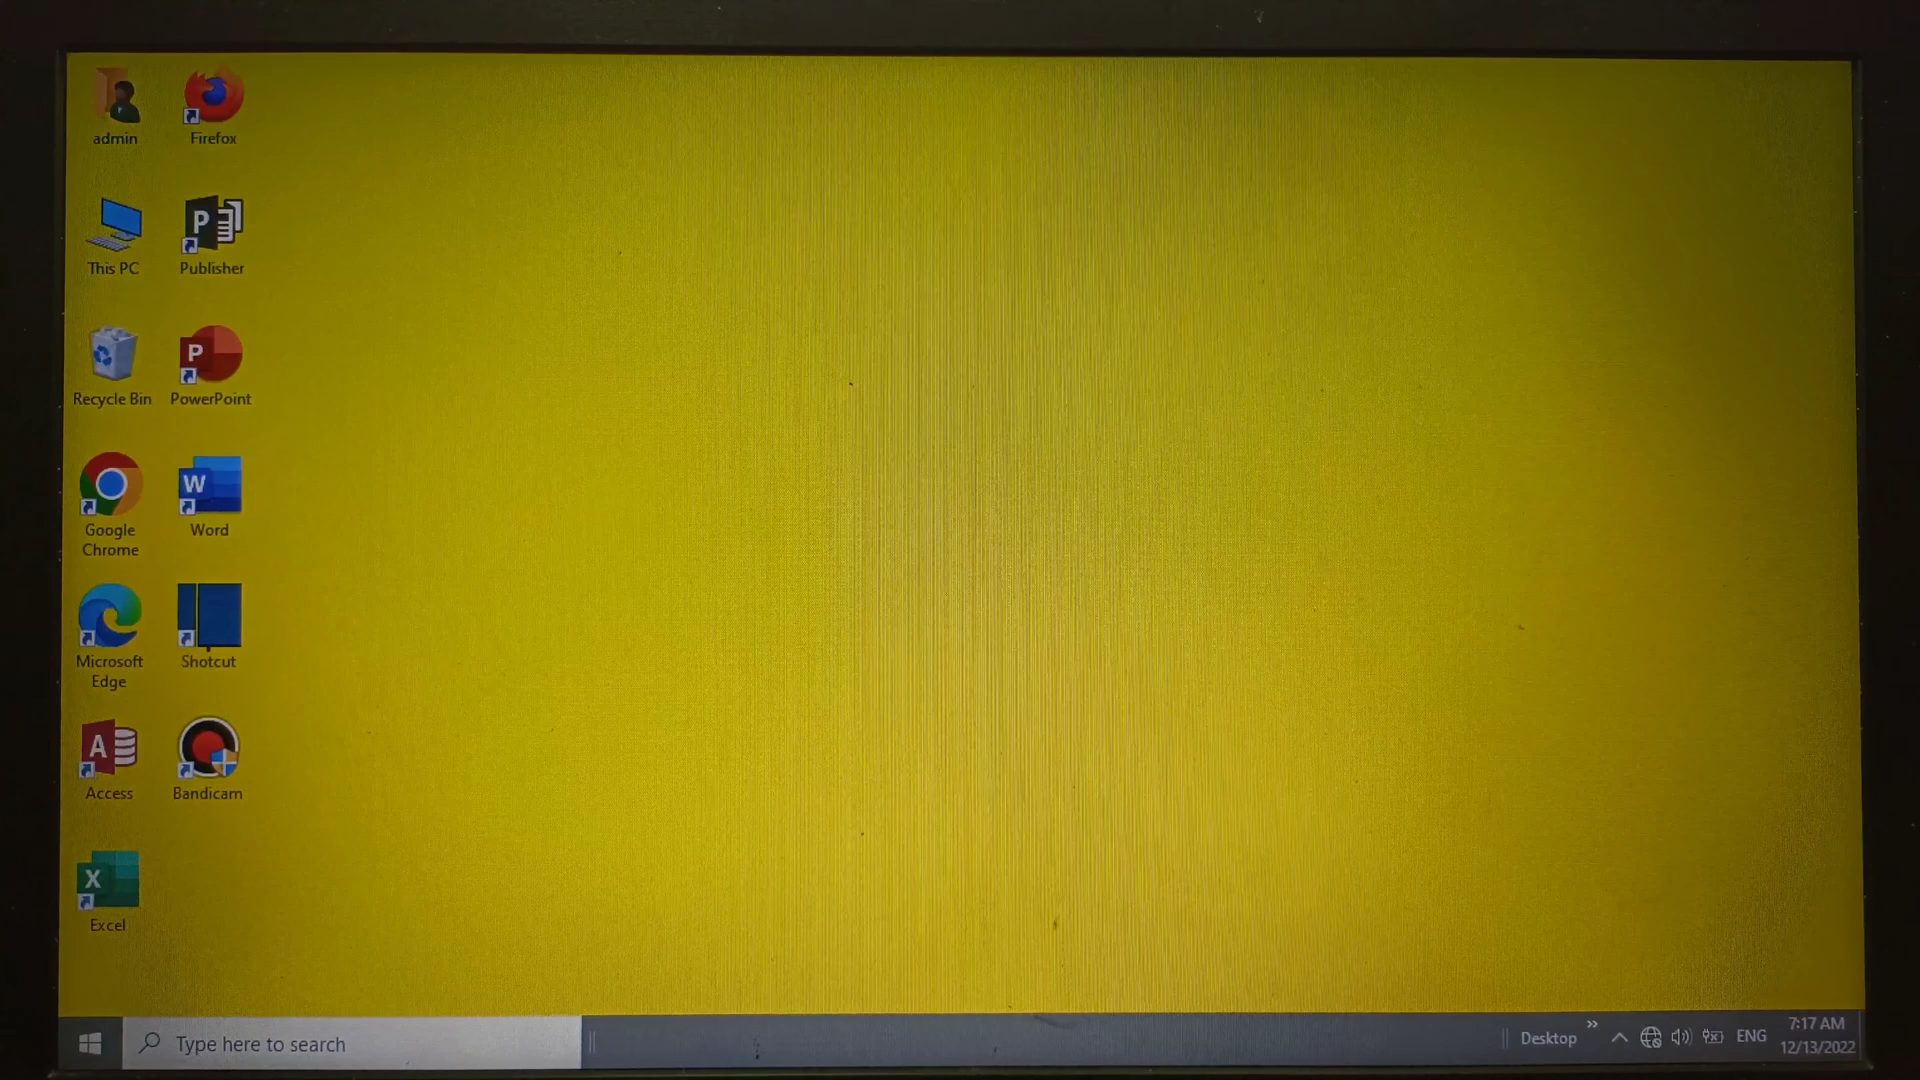 admin
Firefox
This PC
Publisher
Recycle Bin
PowerPoint
Google
Chrome
Word
Microsoft
Edge
Shotcut
Access
Bandicam
Excel
Type here to search
Desktop
ENG
7:17 AM
12/13/2022